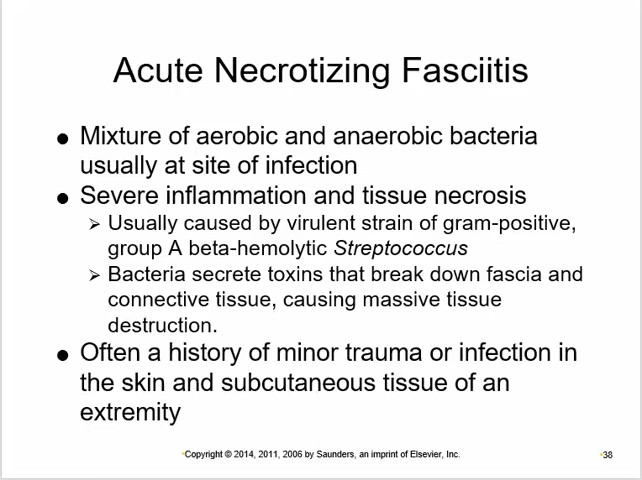 Acute Necrotizing Fasciitis
● Mixture of aerobic and anaerobic bacteria
usually at site of infection
● Severe inflammation and tissue necrosis
➢ Usually caused by virulent strain of gram-positive,
group A beta-hemolytic Streptococcus
➢ Bacteria secrete toxins that break down fascia and
connective tissue, causing massive tissue
destruction.
● Often a history of minor trauma or infection in
the skin and subcutaneous tissue of an
extremity
•Copyright © 2014, 2011, 2006 by Saunders, an imprint of Elsevier, Inc.
•38